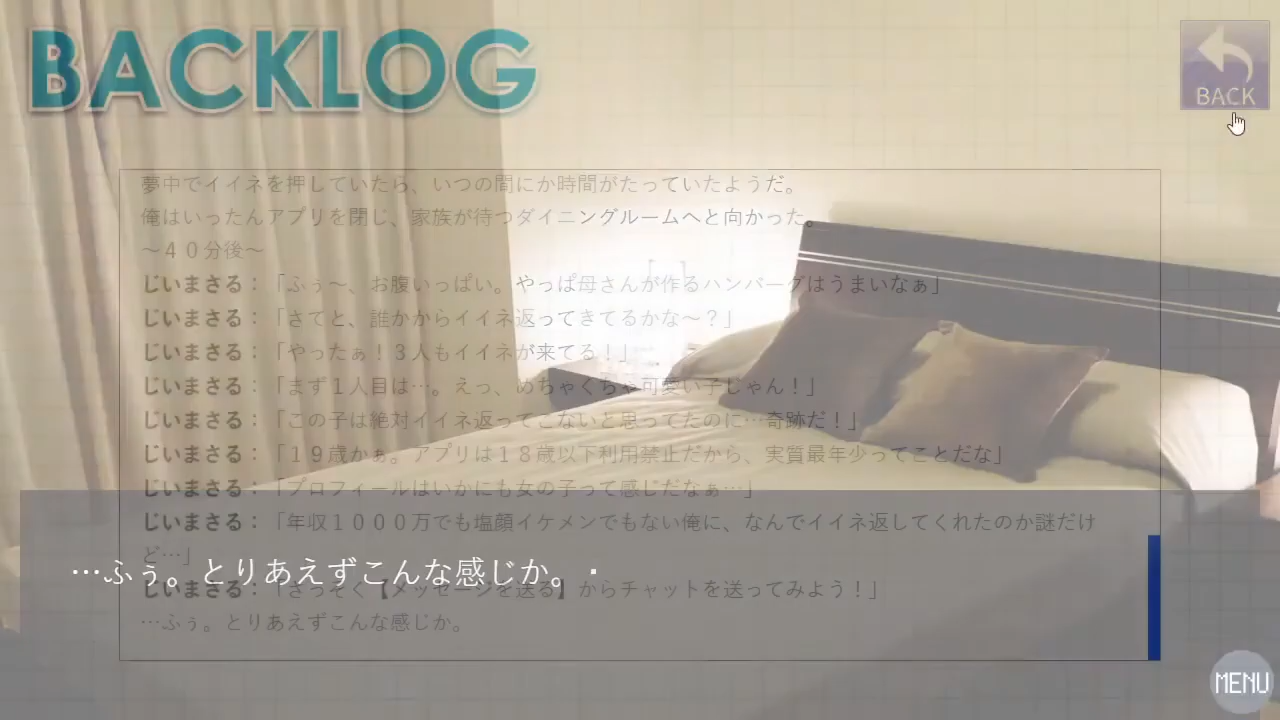 BACKLOG
BACK
夢中でイイネを押していたら、いつの間にか時間がたっていたようだ。
俺はいったんアプリを閉じ、家族が待つダイニングルームへと向かった。
～４０分後～
じいまさる：「ふぅ～、お腹いっぱい。やっぱ母さんが作るハンバーグはうまいなぁ」
じいまさる：「さてと、誰かからイイネ返ってきてるかな～？」
じいまさる：「やったぁ！３人もイイネが来てる！」
じいまさる：「まず１人目は…。えっ、めちゃくちゃ可愛い子じゃん！」
じいまさる：「この子は絶対イイネ返ってこないと思ってたのに…奇跡だ！」
じいまさる：「１９歳かぁ。アプリは１８歳以下利用禁止だから、実質最年少ってことだな」
じいまさる：「プロフィールはいかにも女の子って感じだなぁ…」
じいまさる：「年収１０００万でも塩顔イケメンでもない俺に、なんでイイネ返してくれたのか謎だけ
ど…」
…ふぅ。とりあえずこんな感じか。
じいまさる：「さっそく【メッセージを送る】からチャットを送ってみよう！」
…ふぅ。とりあえずこんな感じか。
MENU